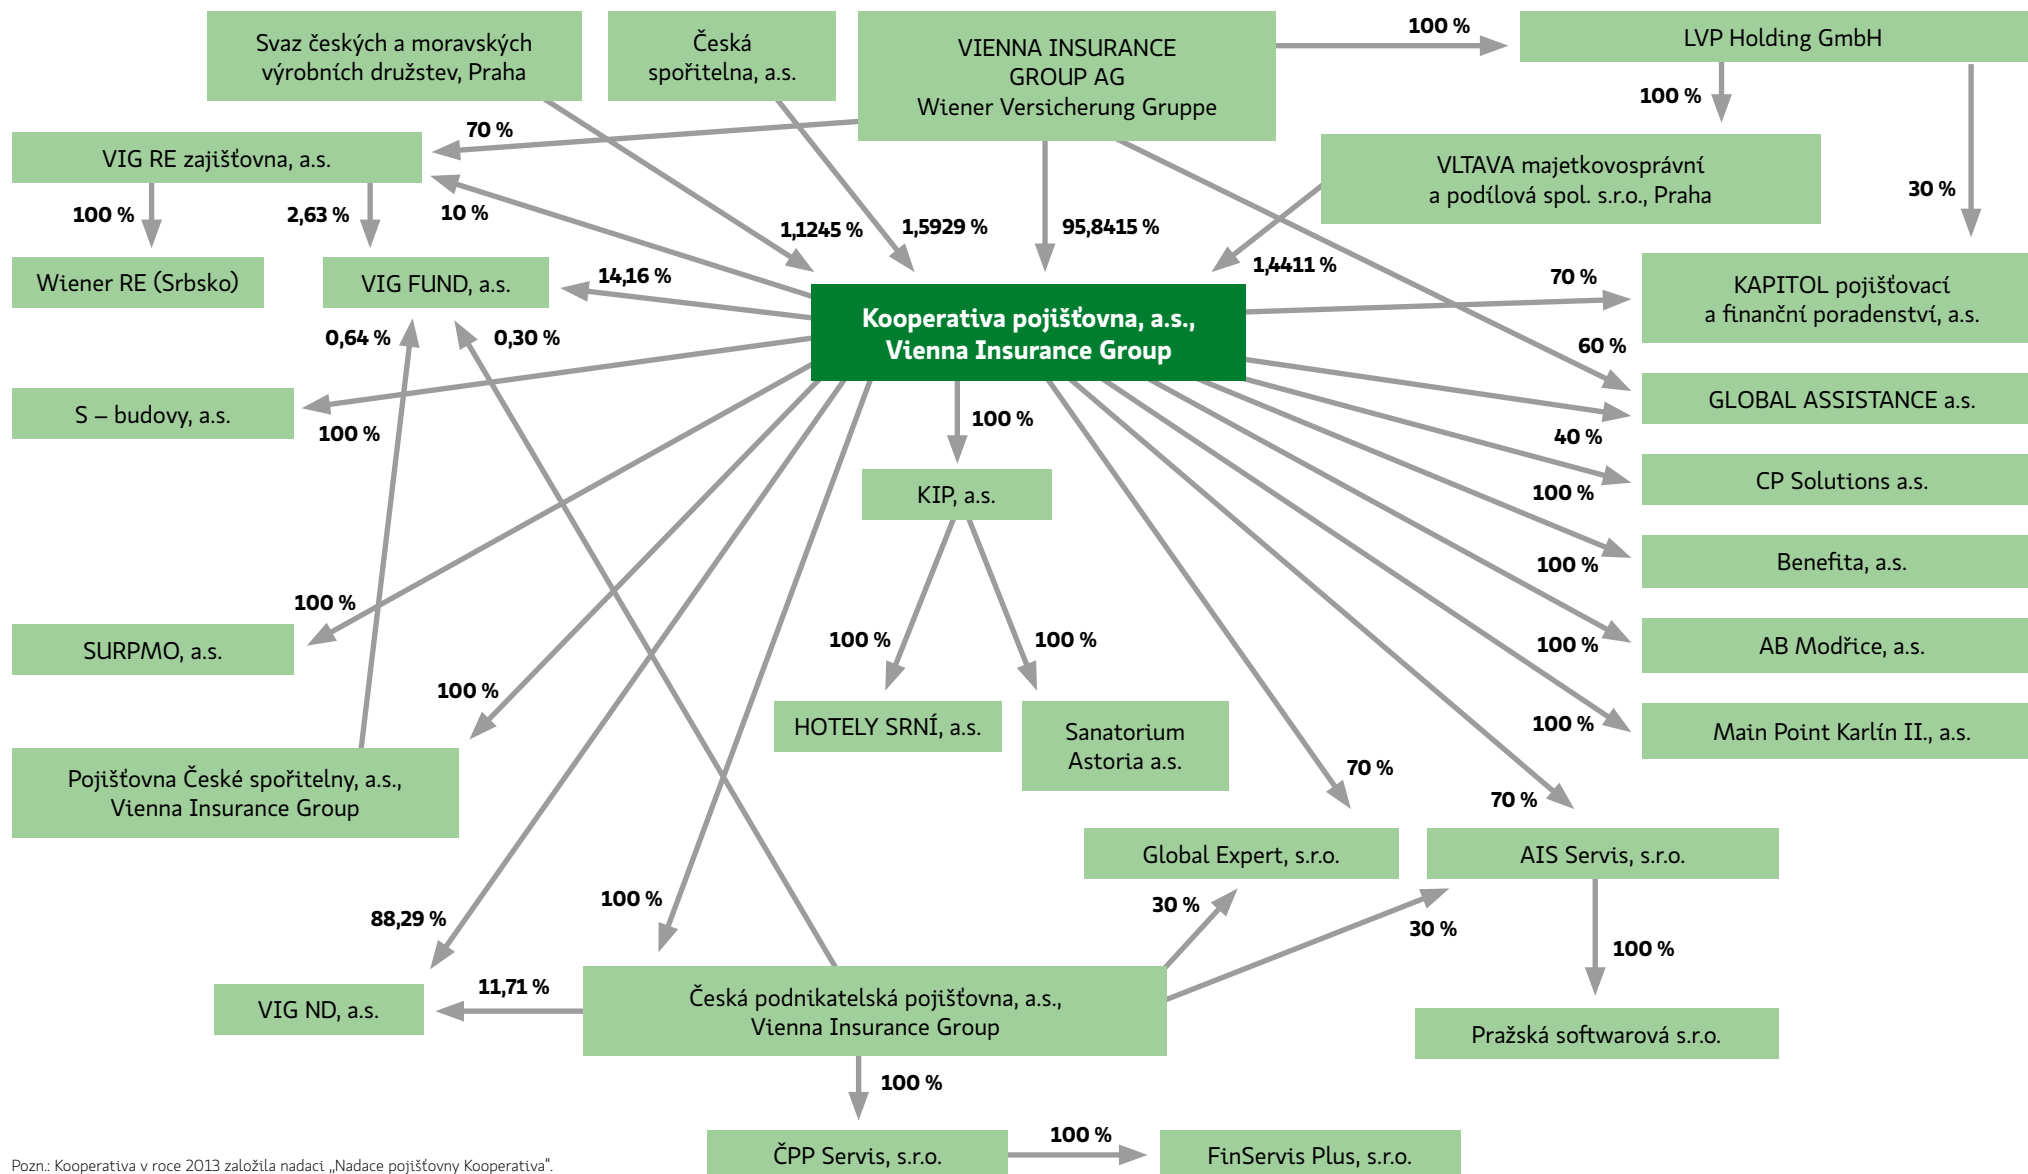 Svaz českých a moravských
výrobních družstev, Praha
Česká
spořitelna, a.s.
VIENNA INSURANCE
GROUP AG
Wiener Versicherung Gruppe
100 %
LVP Holding GmbH
100 %
70 %
VIG RE zajišťovna, a.s.
VLTAVA majetkovosprávní
a podílová spol. s.r.o., Praha
30 %
100 %
2,63 %
10 %
1,1245 %
1,5929 %
95,8415 %
1,4411 %
Wiener RE (Srbsko)
VIG FUND, a.s.
14,16 %
70 %
KAPITOL pojišťovací
a finanční poradenství, a.s.
Kooperativa pojišťovna, a.s.,
Vienna Insurance Group
0,64 %
0,30 %
60 %
GLOBAL ASSISTANCE a.s.
S – budovy, a.s.
100 %
100 %
40 %
KIP, a.s.
CP Solutions a.s.
100 %
Benefita, a.s.
100 %
100 %
SURPMO, a.s.
100 %
100 %
100 %
AB Modřice, a.s.
100 %
HOTELY SRNÍ, a.s.
Sanatorium
Astoria a.s.
100 %
Main Point Karlín II., a.s.
Pojišťovna České spořitelny, a.s.,
Vienna Insurance Group
70 %
70 %
Global Expert, s.r.o.
AIS Servis, s.r.o.
88,29 %
100 %
30 %
30 %
100 %
VIG ND, a.s.
11,71 %
Česká podnikatelská pojišťovna, a.s.,
Vienna Insurance Group
Pražská softwarová s.r.o.
100 %
ČPP Servis, s.r.o.
100 %
FinServis Plus, s.r.o.
Pozn.: Kooperativa v roce 2013 založila nadaci „Nadace pojišťovny Kooperativa“.